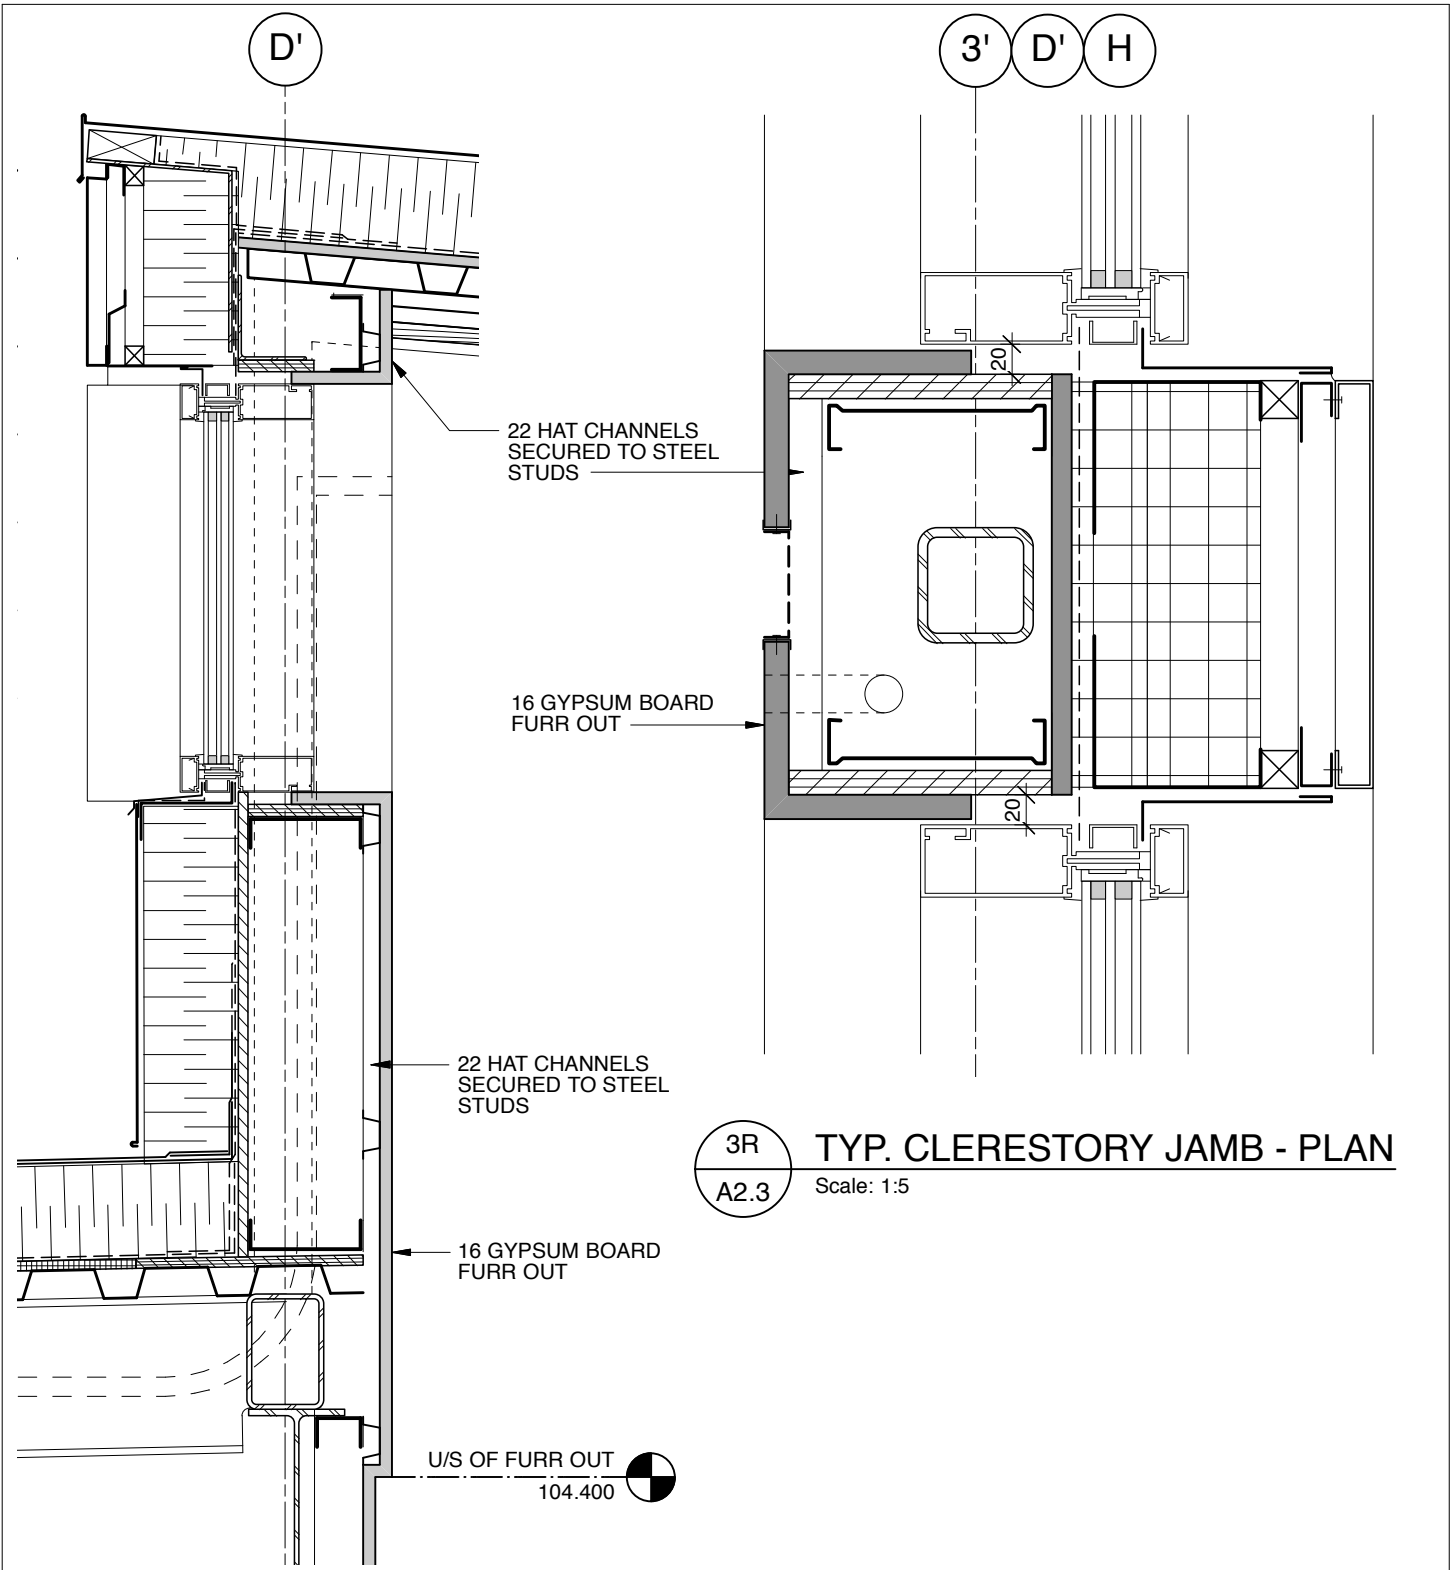 D'
3' D' H
20
22 HAT CHANNELS
SECURED TO STEEL
STUDS
16 GYPSUM BOARD
FURR OUT
20
22 HAT CHANNELS
SECURED TO STEEL
STUDS
3R
A2.3
TYP. CLERESTORY JAMB - PLAN
Scale: 1:5
16 GYPSUM BOARD
FURR OUT
U/S OF FURR OUT
104.400